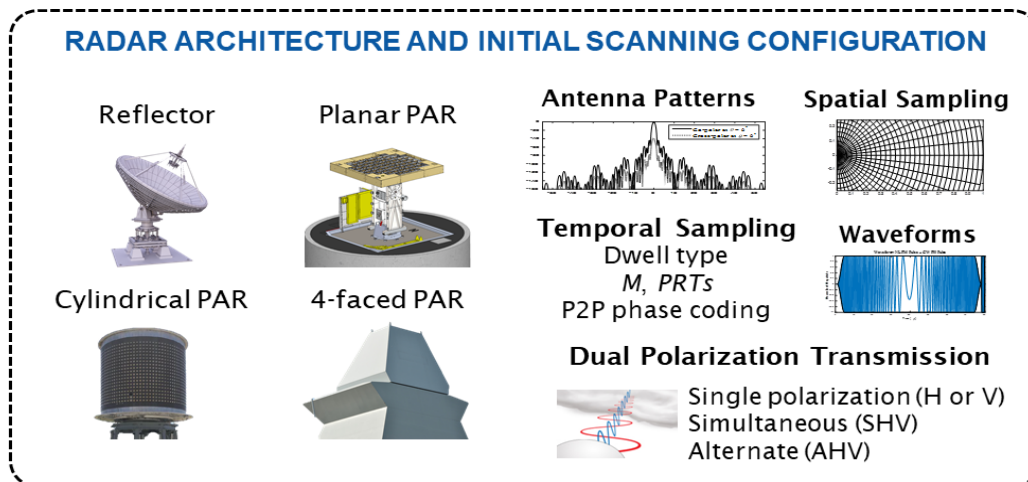 RADAR ARCHITECTURE AND INITIAL SCANNING CONFIGURATION
Reflector
Planar PAR
Cylindrical PAR
4-faced PAR
Antenna Patterns
Spatial Sampling
Temporal Sampling
Dwell type
M, PRTs
P2P phase coding
Waveforms
Dual Polarization Transmission
Single polarization (H or V)
Simultaneous (SHV)
Alternate (AHV)